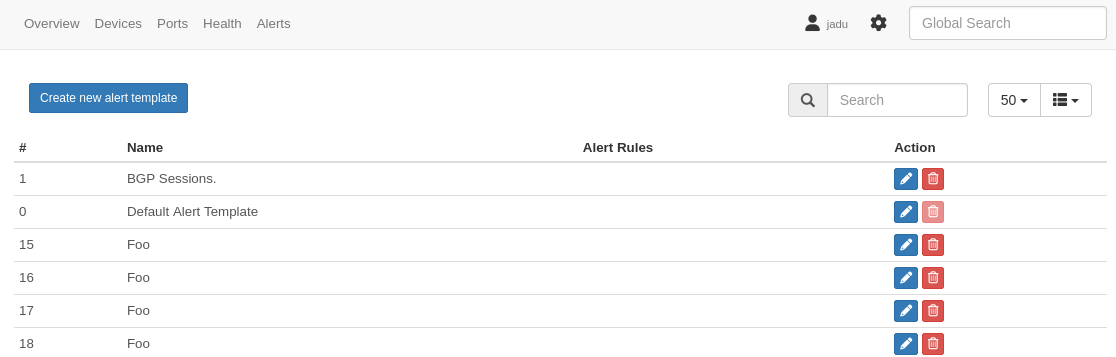 Overview Devices Ports Health Alerts jadu Global Search
Create new alert template Search 50
# Name Alert Rules Action
1 BGP Sessions.
0 Default Alert Template
15 Foo
16 Foo
17 Foo
18 Foo